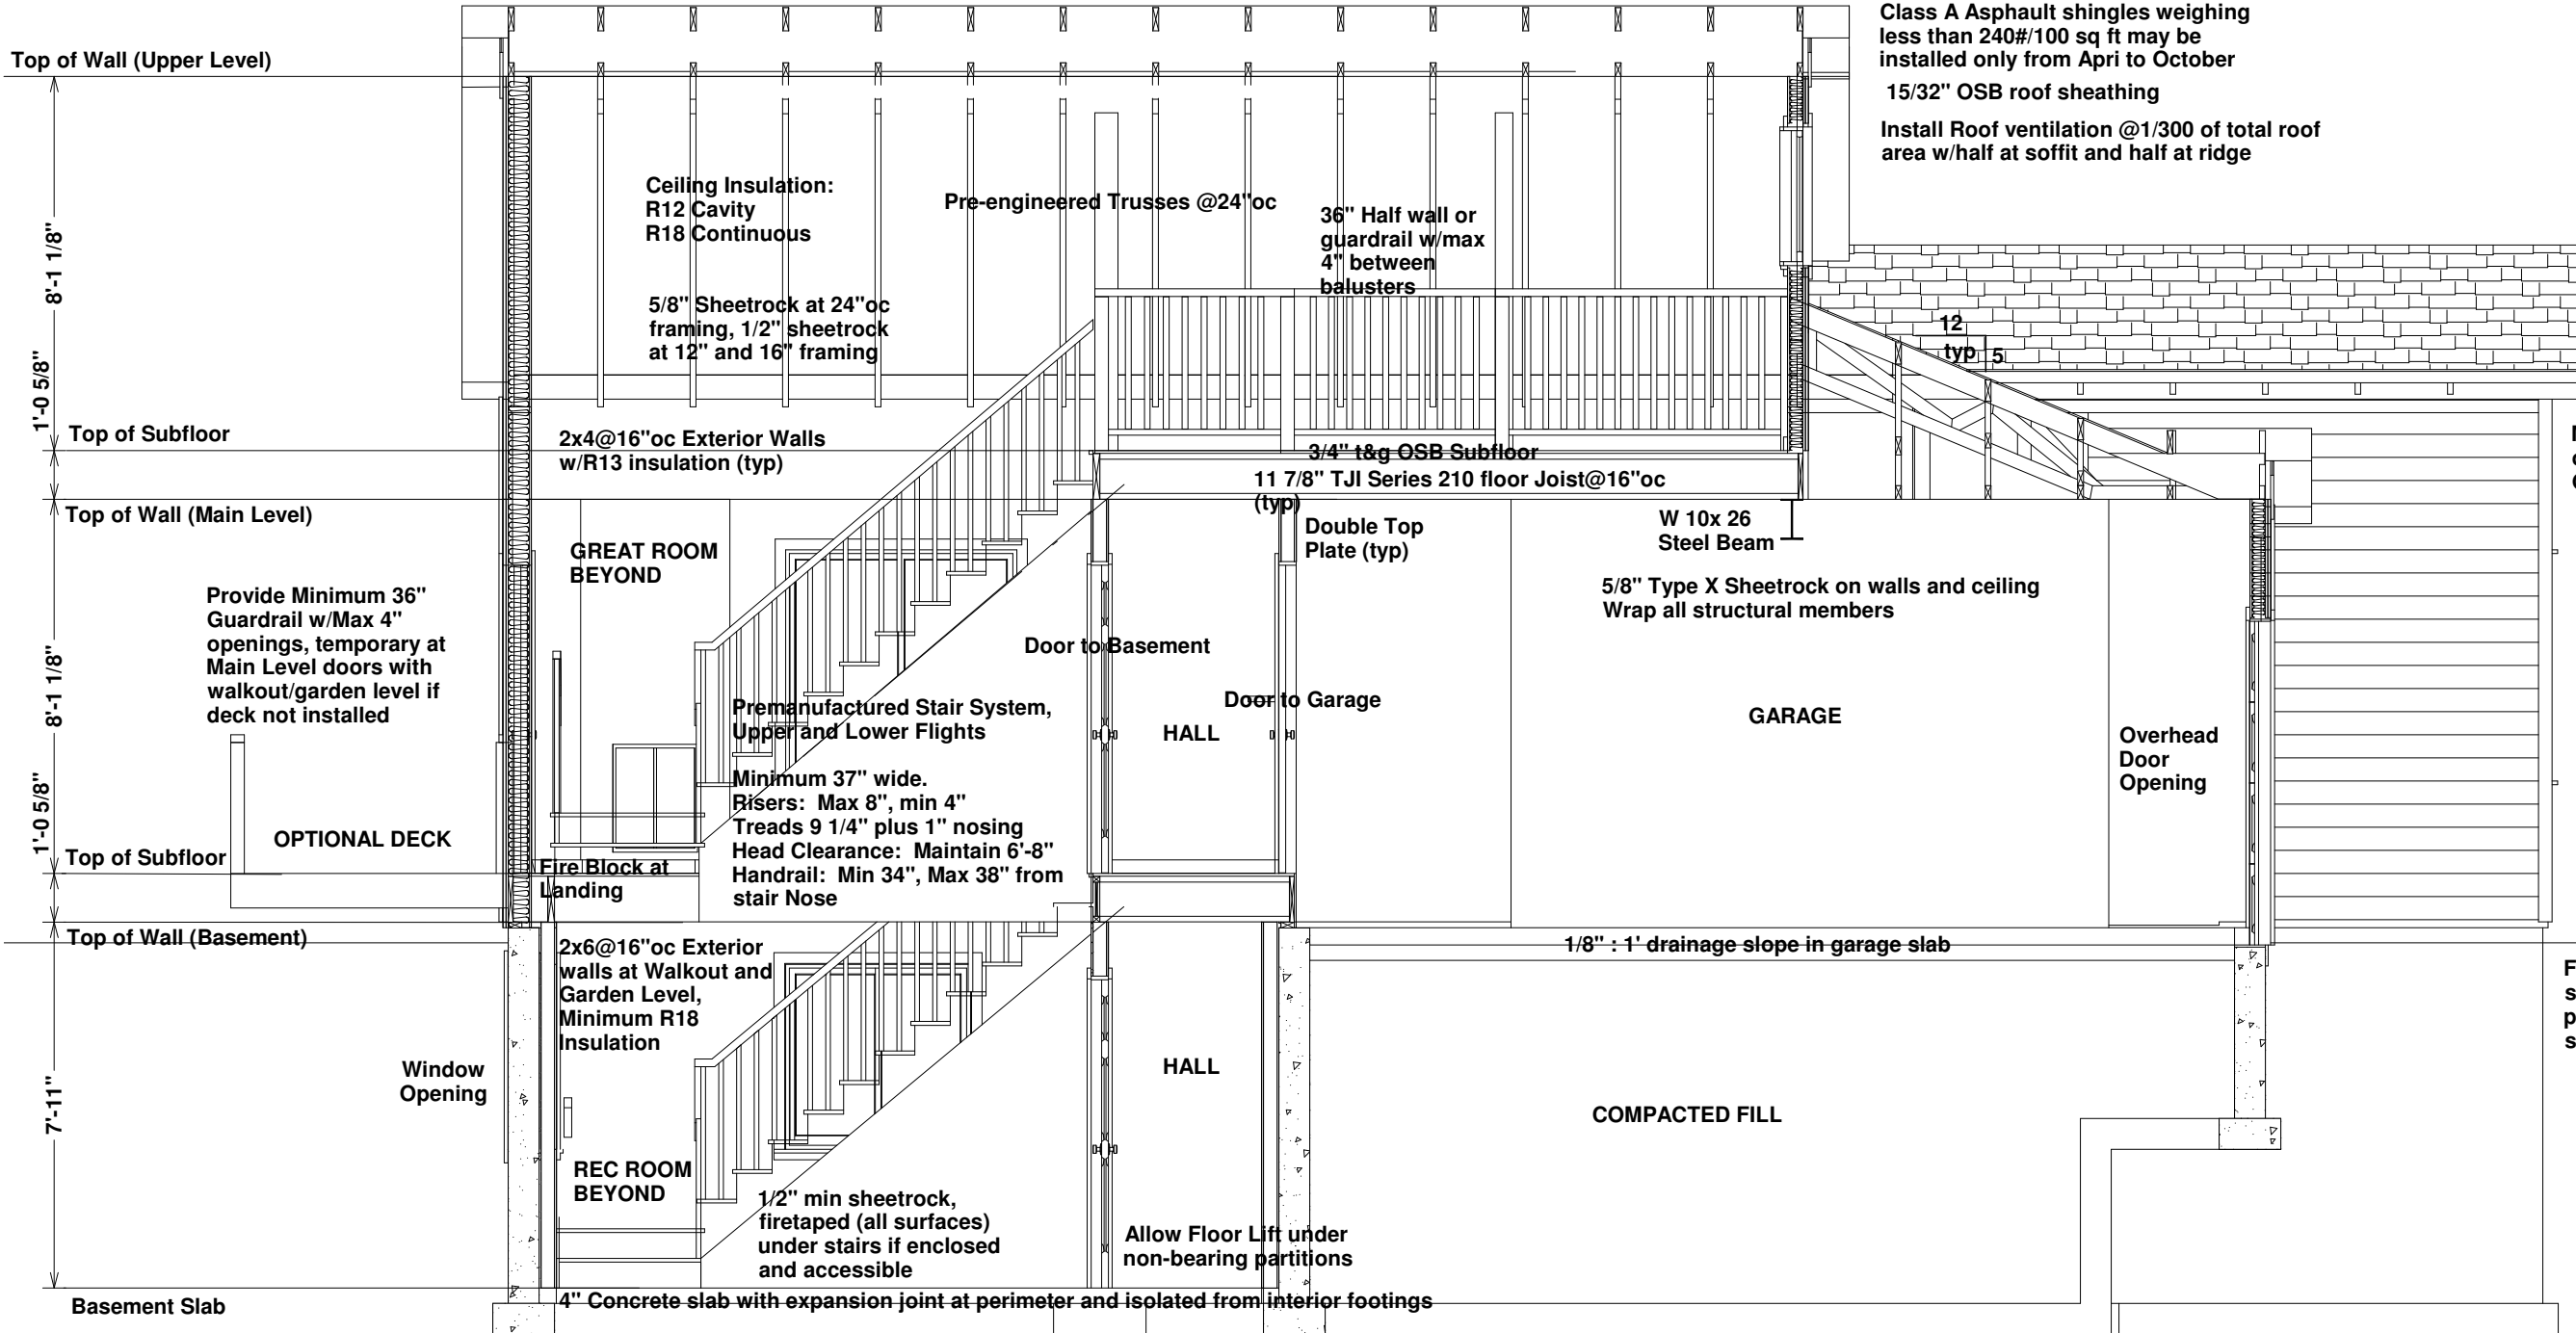 Class A Asphault shingles weighing
less than 240#/100 sq ft may be
installed only from Apri to October
15/32" OSB roof sheathing
Install Roof ventilation @1/300 of total roof
area w/half at soffit and half at ridge
Top of Wall (Upper Level)
8'-1 1/8"
Ceiling Insulation:
R12 Cavity
R18 Continuous
Pre-engineered Trusses @24"oc
36" Half wall or
guardrail w/max
4" between
balusters
5/8" Sheetrock at 24"oc
framing, 1/2" sheetrock
at 12" and 16" framing
12
typ
5
1'-0 5/8"
Top of Subfloor
2x4@16"oc Exterior Walls
w/R13 insulation (typ)
3/4" t&g OSB Subfloor
11 7/8" TJI Series 210 floor Joist@16"oc
(typ)
Top of Wall (Main Level)
Double Top
Plate (typ)
W 10x 26
Steel Beam
GREAT ROOM
BEYOND
8'-1 1/8"
Provide Minimum 36"
Guardrail w/Max 4"
openings, temporary at
Main Level doors with
walkout/garden level if
deck not installed
5/8" Type X Sheetrock on walls and ceiling
Wrap all structural members
Door to Basement
Door to Garage
Premanufactured Stair System,
Upper and Lower Flights
HALL
GARAGE
Overhead
Door
Opening
Minimum 37" wide.
Risers: Max 8", min 4"
Treads 9 1/4" plus 1" nosing
Head Clearance: Maintain 6'-8"
Handrail: Min 34", Max 38" from
stair Nose
1'-0 5/8"
OPTIONAL DECK
Top of Subfloor
Fire Block at
Landing
Top of Wall (Basement)
2x6@16"oc Exterior
walls at Walkout and
Garden Level,
Minimum R18
Insulation
1/8" : 1' drainage slope in garage slab
7'-11"
Window
Opening
HALL
COMPACTED FILL
REC ROOM
BEYOND
1/2" min sheetrock,
firetaped (all surfaces)
under stairs if enclosed
and accessible
Allow Floor Lift under
non-bearing partitions
Basement Slab
4" Concrete slab with expansion joint at perimeter and isolated from interior footings